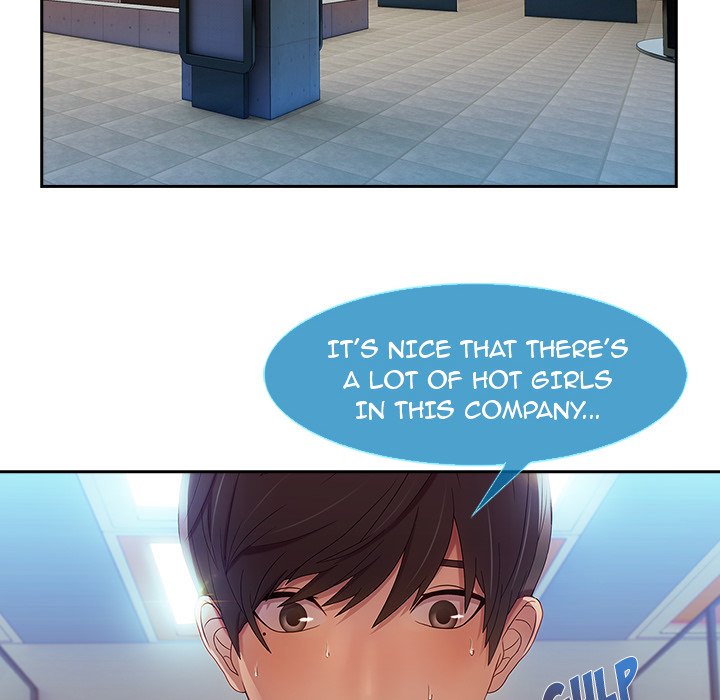 IT'S NICE THAT THERE'S
A LOT OF HOT GIRLS
IN THIS COMPANY...
GULP